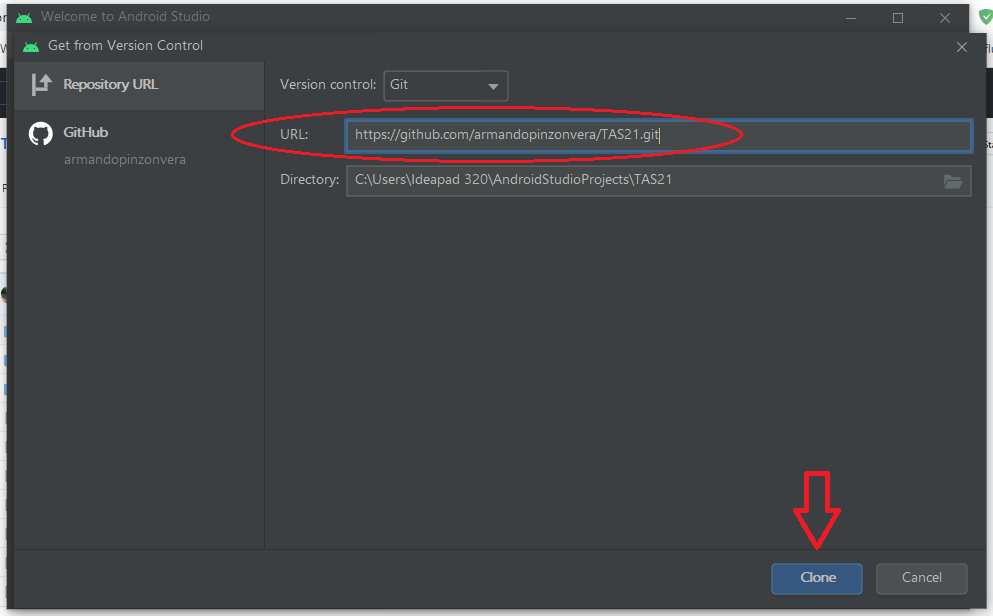 Welcome to Android Studio
Get from Version Control
Repository URL
GitHub
armandopinzonvera
Version control: Git
URL: https://github.com/armandopinzonvera/TAS21.git
Directory: C:\Users\Ideapad 320\AndroidStudioProjects\TAS21
Clone Cancel